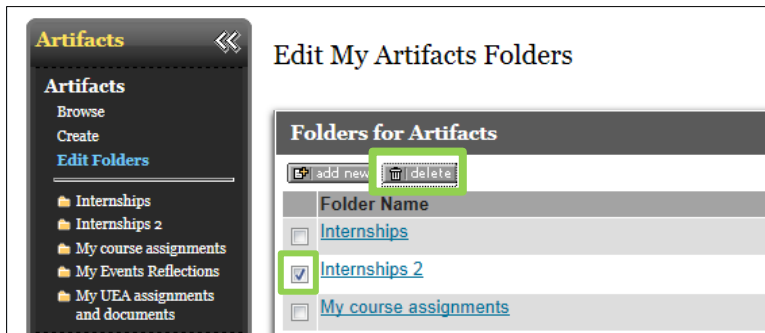 Artifacts
Artifacts
Browse
Create
Edit Folders
Internships
Internships 2
My course assignments
My Events Reflections
My UEA assignments
and documents
Edit My Artifacts Folders
Folders for Artifacts
add new delete
Folder Name
Internships
Internships 2
My course assignments